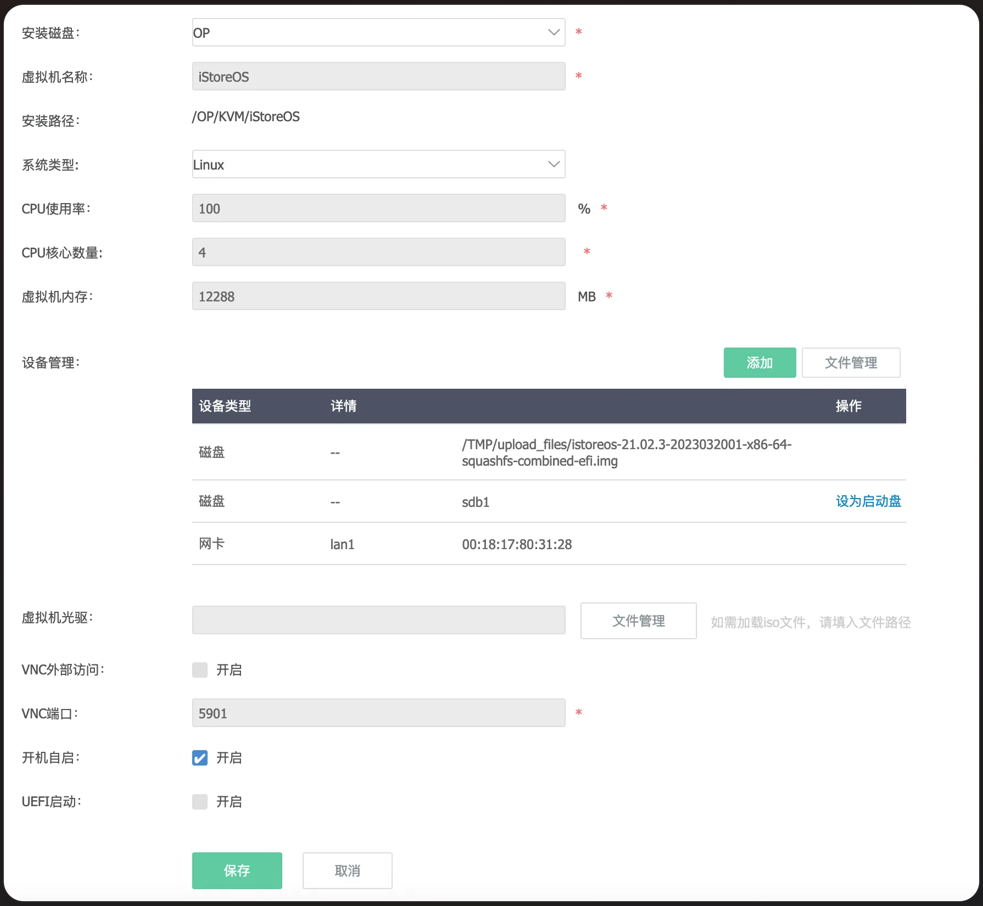 安装磁盘： OP *
虚拟机名称： iStoreOS *
安装路径： /OP/KVM/iStoreOS
系统类型： Linux
CPU使用率： 100 % *
CPU核心数量： 4 *
虚拟机内存： 12288 MB *
设备管理： 添加 文件管理
设备类型 详情 操作
磁盘 -- /TMP/upload_files/istoreos-21.02.3-2023032001-x86-64-
squashfs-combined-efi.img
磁盘 -- sdb1 设为启动盘
网卡 lan1 00:18:17:80:31:28
虚拟机光驱： 文件管理 如需加载iso文件，请填入文件路径
VNC外部访问： 开启
VNC端口： 5901 *
开机自启： 开启
UEFI启动： 开启
保存 取消